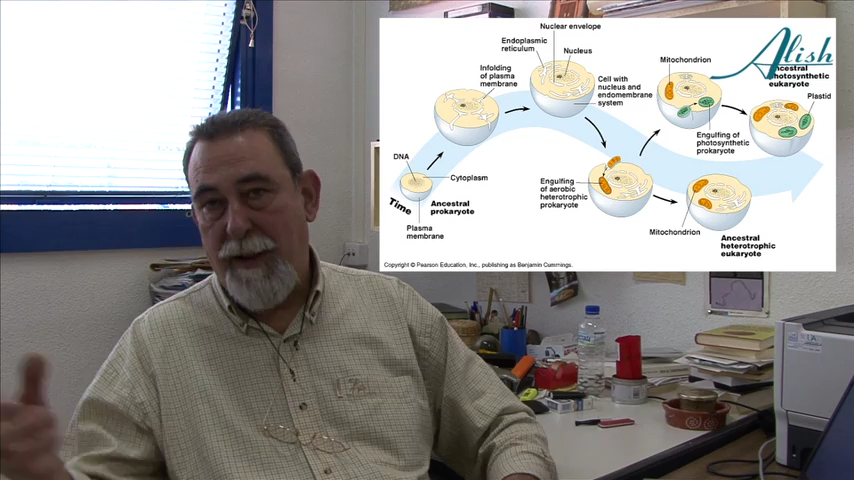 Alish
Nuclear envelope
Endoplasmic
reticulum
Nucleus
Infolding
of plasma
membrane
Cell with
nucleus and
endomembrane
system
Mitochondrion
Ancestral
photosynthetic
eukaryote
Plastid
Engulfing of
photosynthetic
prokaryote
DNA
Cytoplasm
Time
Ancestral
prokaryote
Plasma
membrane
Engulfing
of aerobic
heterotrophic
prokaryote
Mitochondrion
Ancestral
heterotrophic
eukaryote
Copyright © Pearson Education, Inc., publishing as Benjamin Cummings.